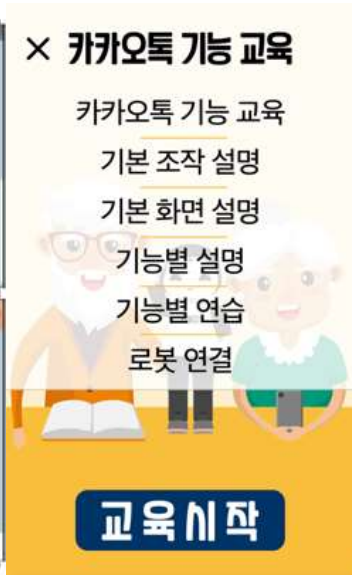 × 카카오톡 기능 교육
카카오톡 기능 교육
기본 조작 설명
기본 화면 설명
기능별 설명
기능별 연습
로봇 연결
교육시작